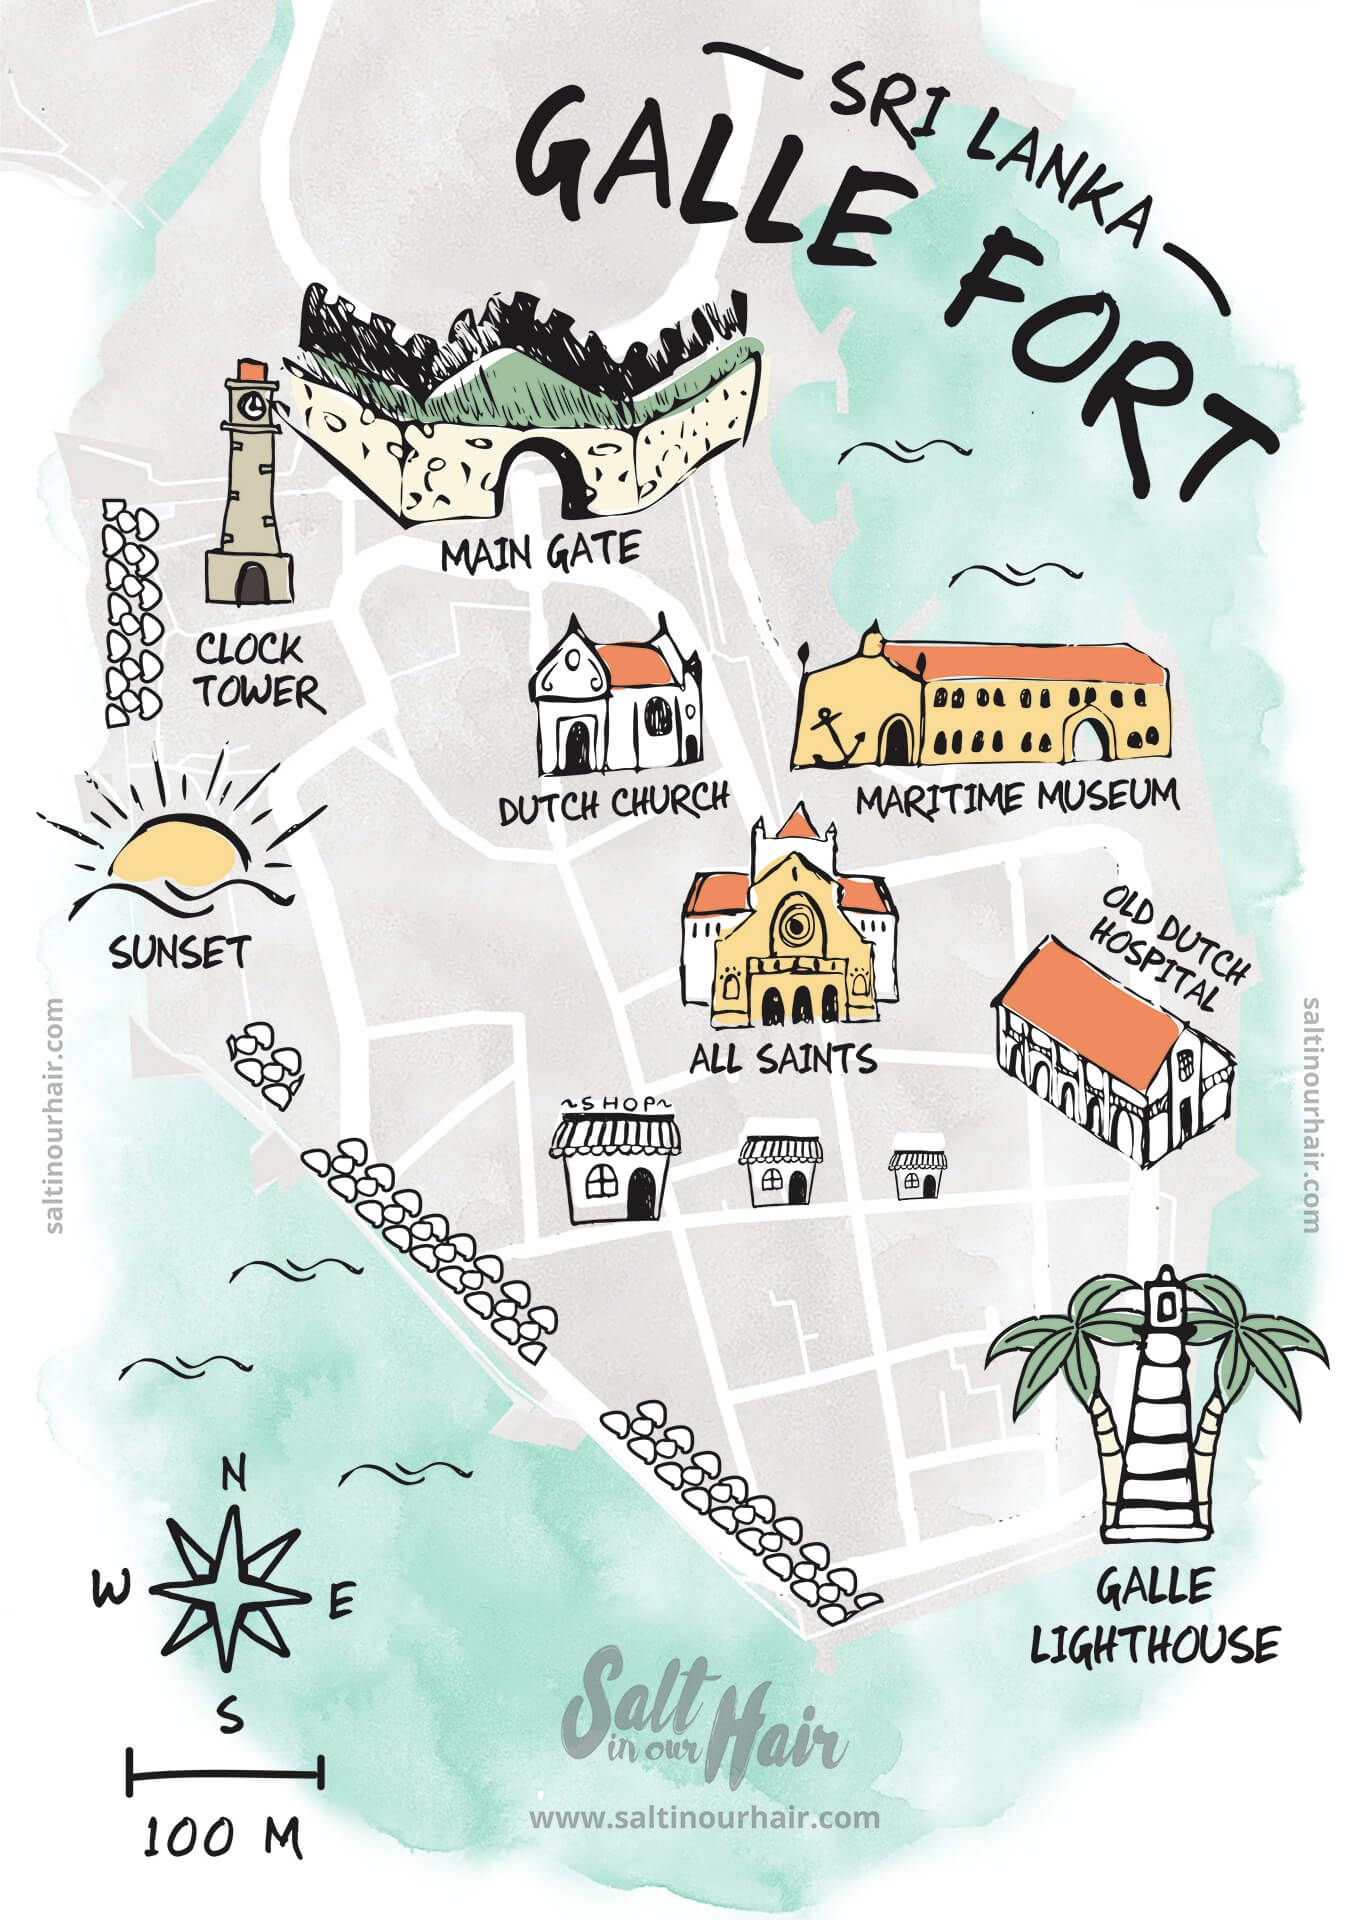 SRI LANKA
GALLE FORT
MAIN GATE
CLOCK
TOWER
DUTCH CHURCH
MARITIME MUSEUM
SUNSET
OLD DUTCH
HOSPITAL
ALL SAINTS
~SHOP~
saltinourhair.com
saltinourhair.com
GALLE
LIGHTHOUSE
N
W
E
S
100 M
Salt
in our Hair
www.saltinourhair.com